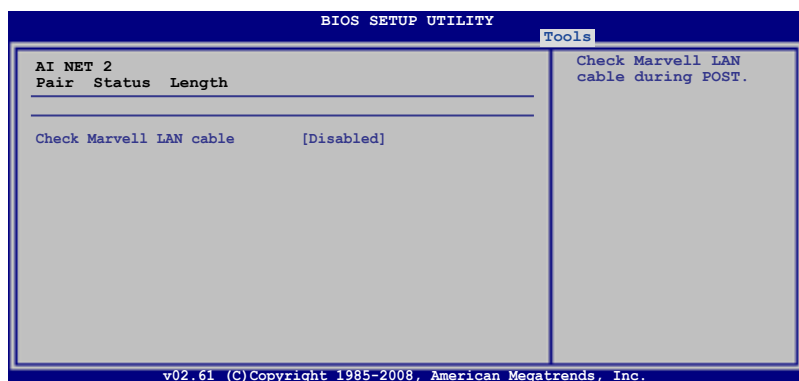 BIOS SETUP UTILITY
Tools
AI NET 2
Pair Status Length
Check Marvell LAN cable [Disabled]
Check Marvell LAN
cable during POST.
v02.61 (C)Copyright 1985-2008, American Megatrends, Inc.